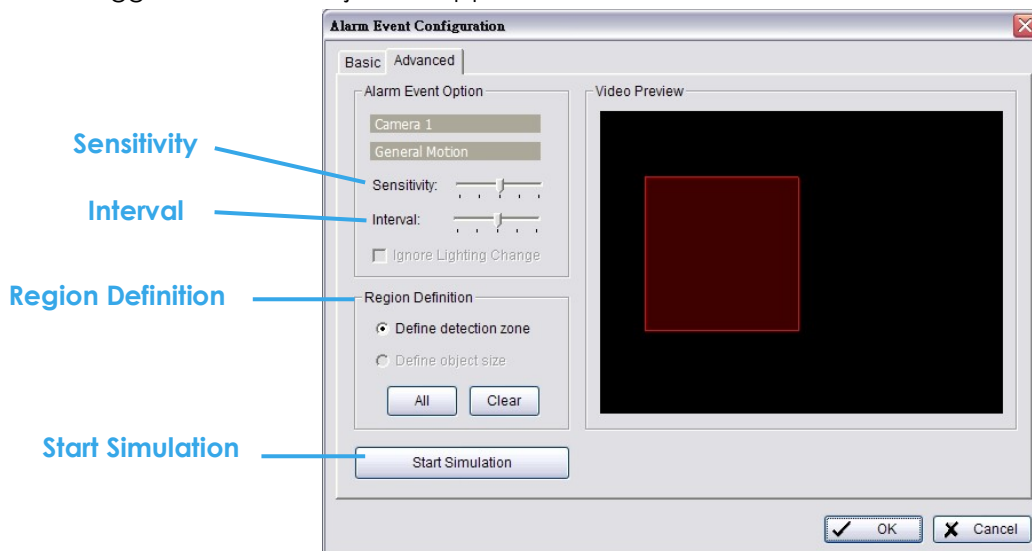 Alarm Event Configuration
Basic Advanced
Alarm Event Option
Camera 1
General Motion
Sensitivity:
Interval:
Ignore Lighting Change
Region Definition
Define detection zone
Define object size
All Clear
Start Simulation
Video Preview
OK Cancel
Sensitivity
Interval
Region Definition
Start Simulation